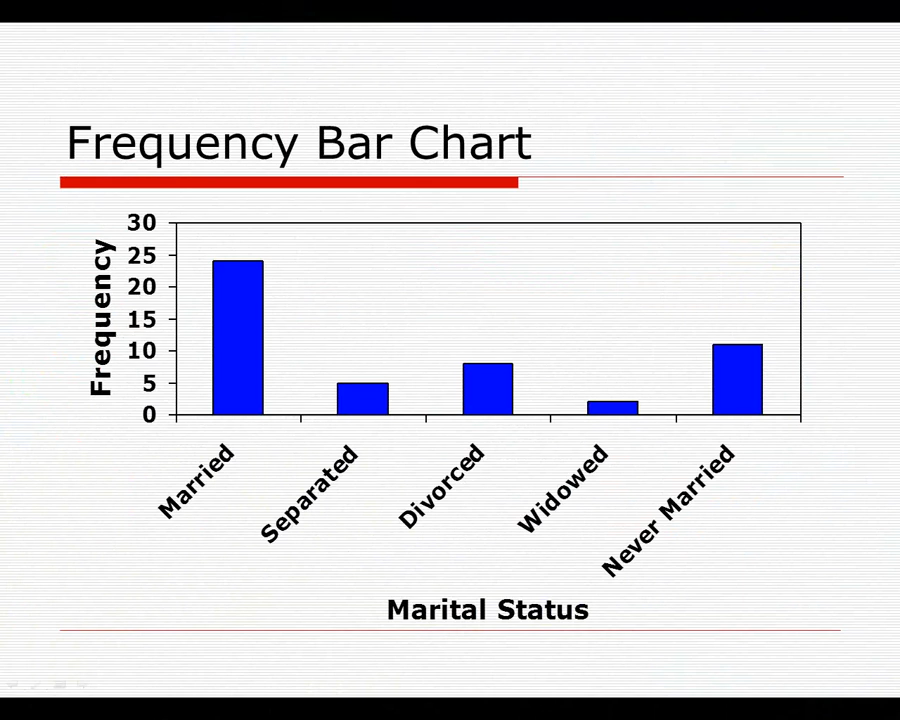 Frequency Bar Chart
Frequency
30
25
20
15
10
5
0
Married
Separated
Divorced
Widowed
Never Married
Marital Status